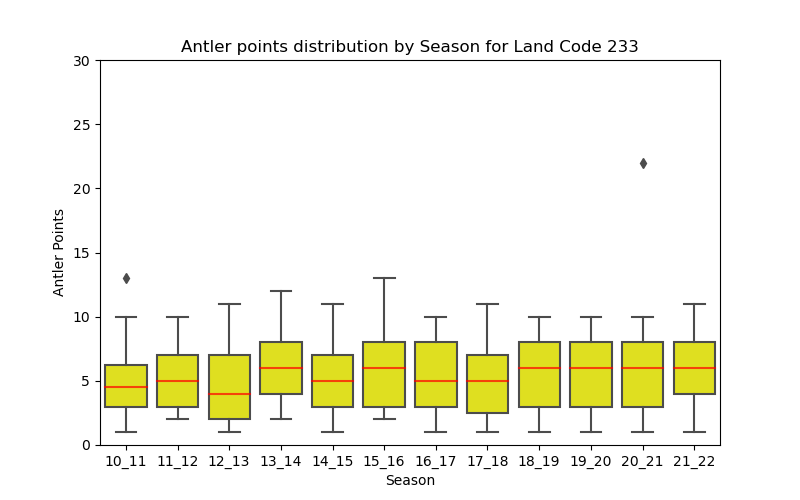 Antler points distribution by Season for Land Code 233
30
25
20
15
10
5
0
Antler Points
10_11 11_12 12_13 13_14 14_15 15_16 16_17 17_18 18_19 19_20 20_21 21_22
Season